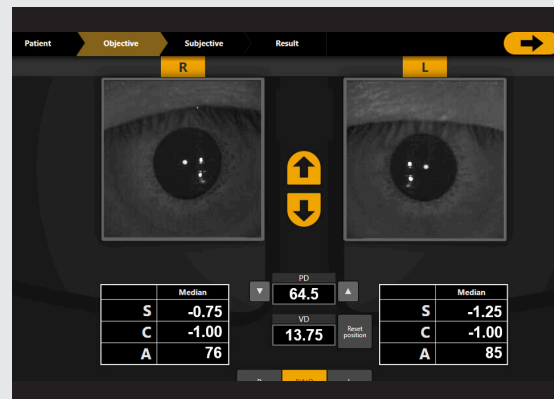 Patient Objective Subjective Result
R L
PD
64.5
VD
13.75
Reset
position
Median
S -0.75
C -1.00
A 76
Median
S -1.25
C -1.00
A 85